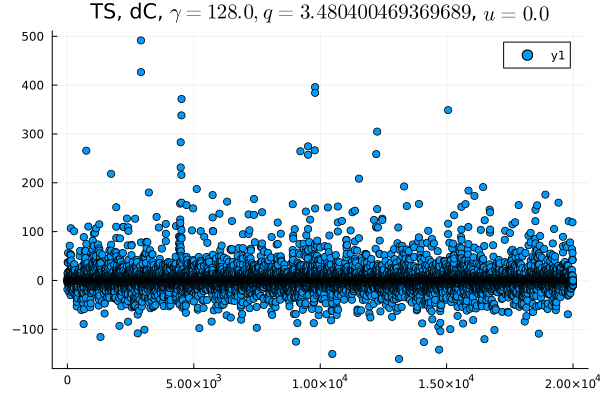 TS, dC, γ = 128.0, q = 3.480400469369689, u = 0.0
y1
500
400
300
200
100
0
−100
0 5.00×10³ 1.00×10⁴ 1.50×10⁴ 2.00×10⁴